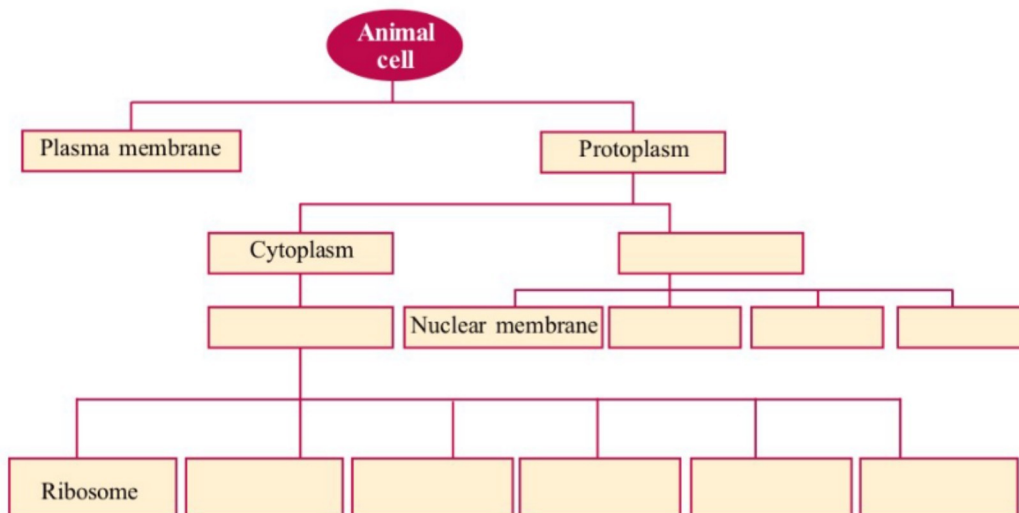 Animal
cell
Plasma membrane
Protoplasm
Cytoplasm
Nuclear membrane
Ribosome